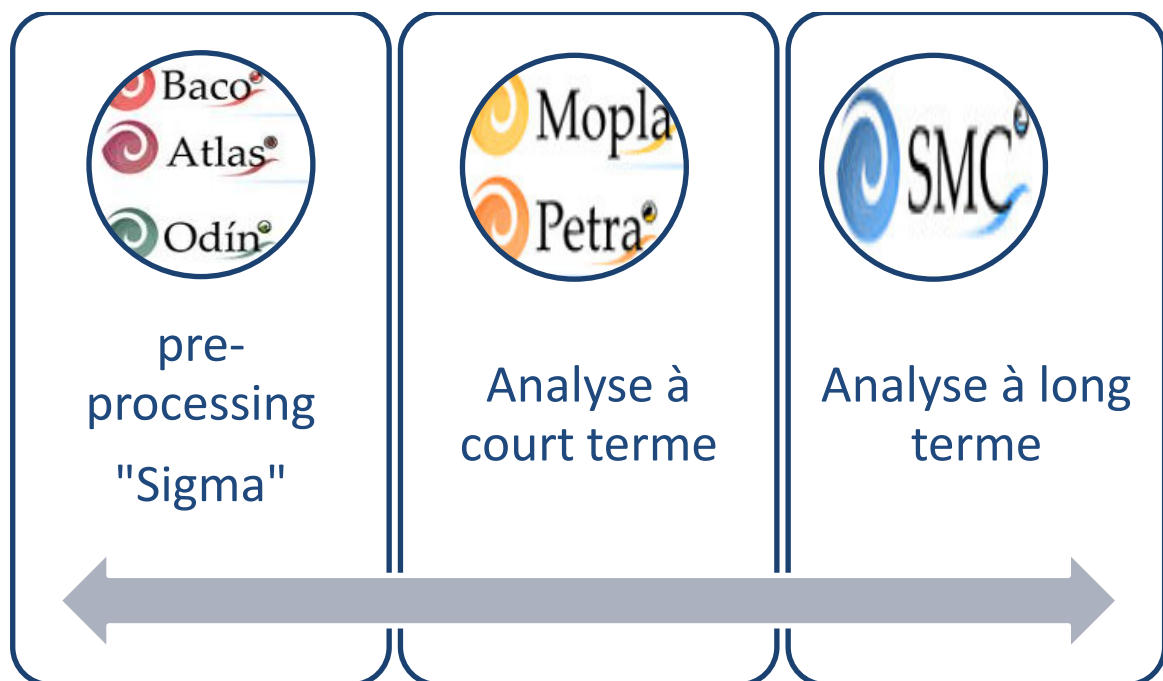 Baco
Atlas
Odín
pre-
processing
"Sigma"
Mopla
Petra
Analyse à
court terme
SMC
Analyse à long
terme